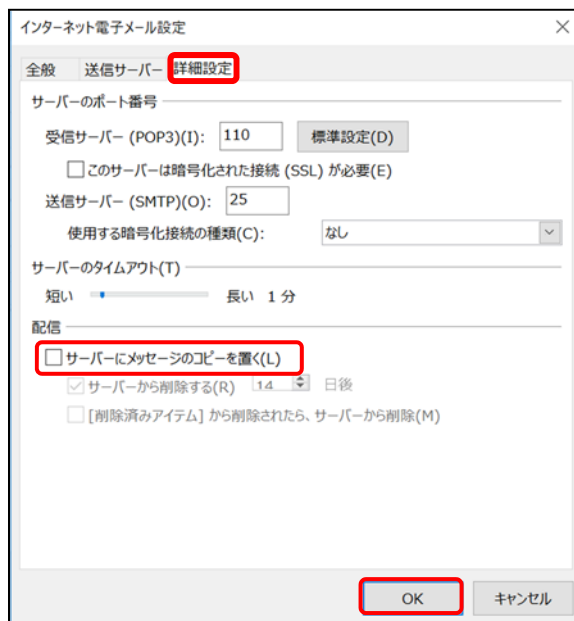 インターネット電子メール設定
全般 送信サーバー 詳細設定
サーバーのポート番号
受信サーバー (POP3)(I): 110 標準設定(D)
このサーバーは暗号化された接続 (SSL) が必要(E)
送信サーバー (SMTP)(O): 25
使用する暗号化接続の種類(C): なし
サーバーのタイムアウト(T)
短い 長い 1 分
配信
サーバーにメッセージのコピーを置く(L)
サーバーから削除する(R) 14 日後
[削除済みアイテム] から削除されたら、サーバーから削除(M)
OK キャンセル